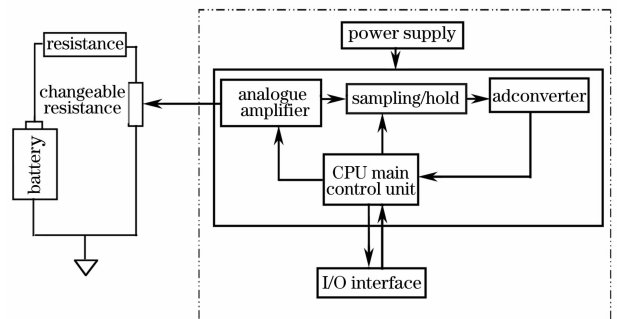 resistance
changeable
resistance
battery
power supply
analogue
amplifier
sampling/hold
adconverter
CPU main
control unit
I/O interface